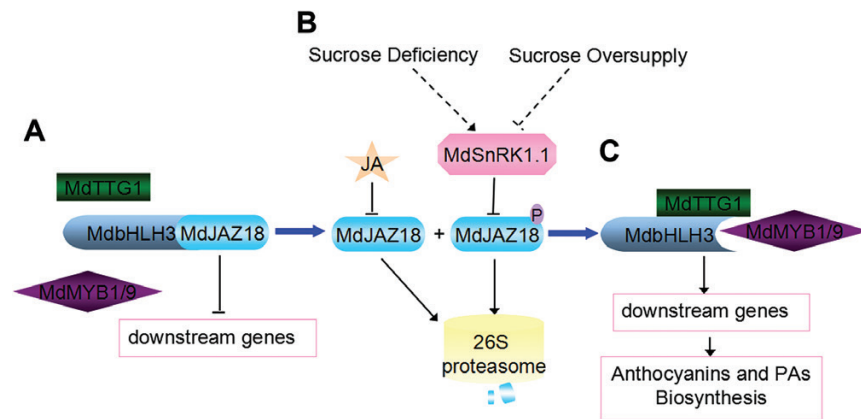 B
Sucrose Deficiency
Sucrose Oversupply
A
MdTTG1
MdbHLH3
MdJAZ18
MdMYB1/9
downstream genes
JA
MdJAZ18
+
MdSnRK1.1
P
MdJAZ18
26S
proteasome
C
MdTTG1
MdbHLH3
MdMYB1/9
downstream genes
Anthocyanins and PAs
Biosynthesis